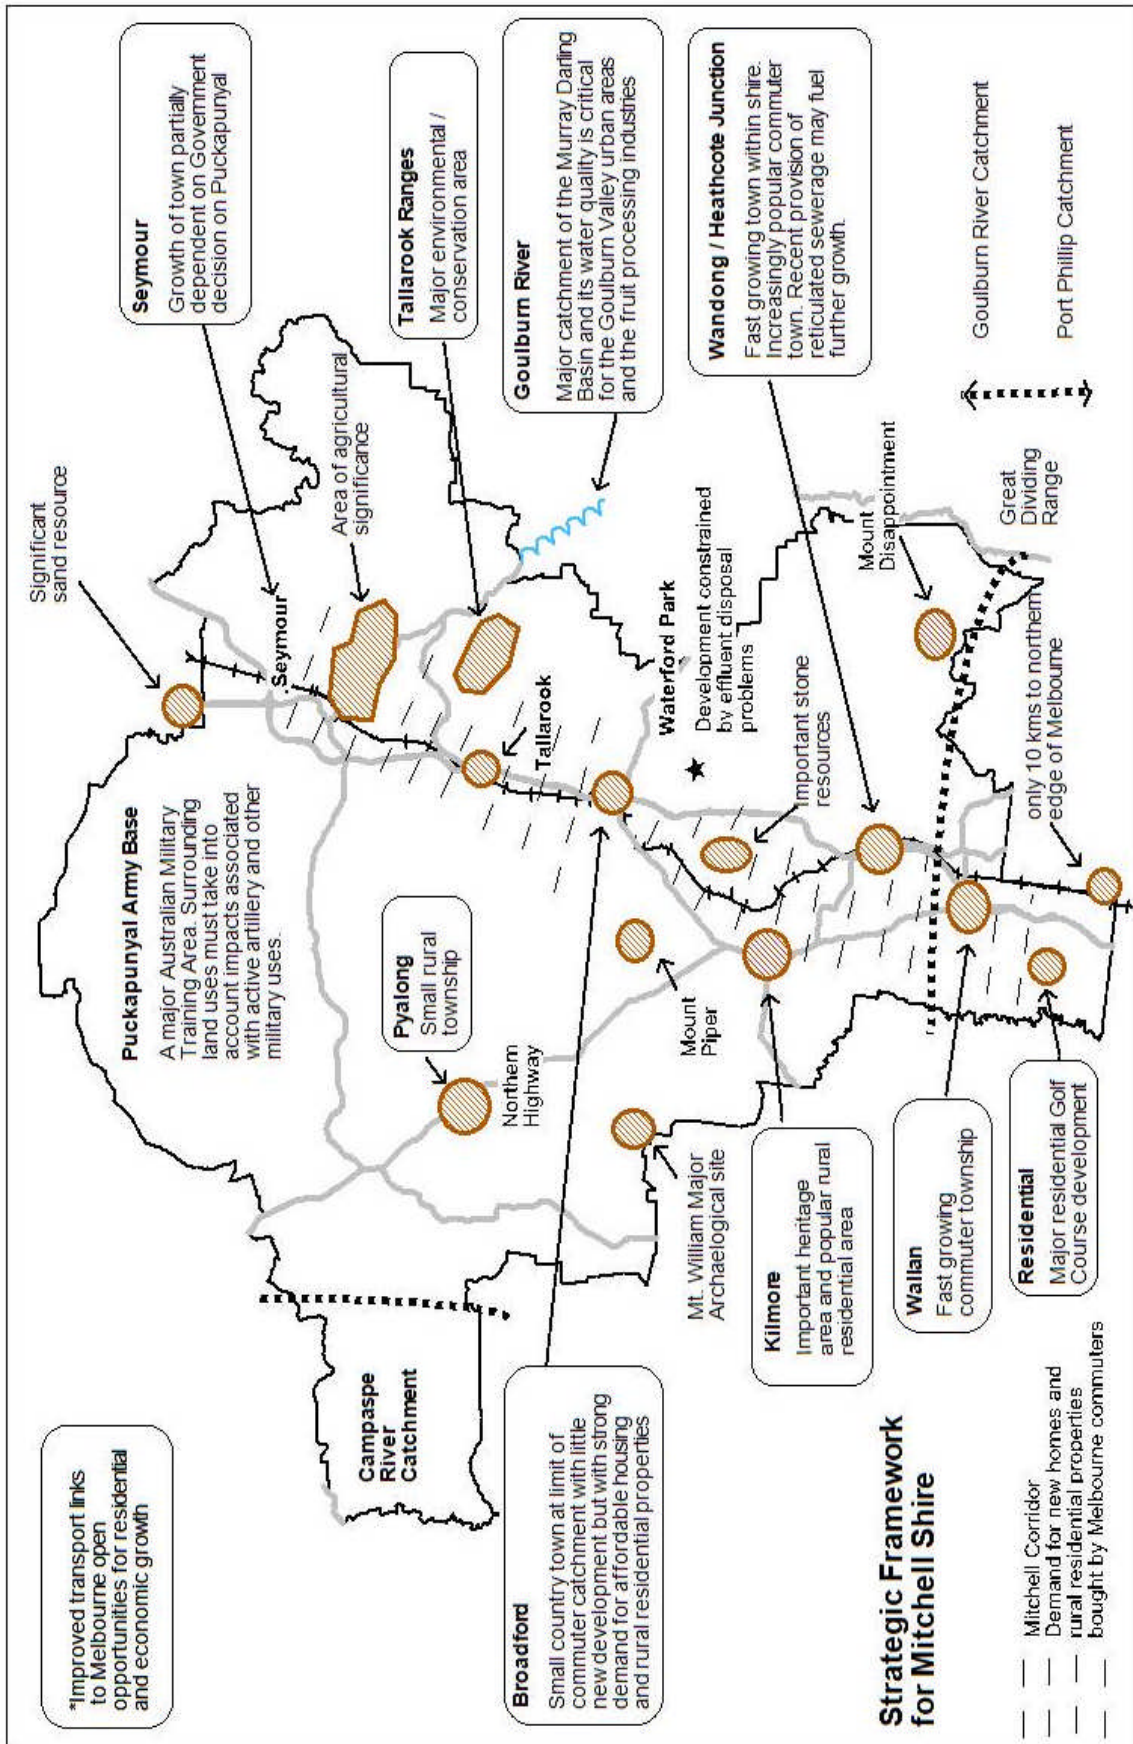 *Improved transport links
to Melbourne open
opportunities for residential
and economic growth
Puckapunyal Army Base
A major Australian Military
Training Area. Surrounding
land uses must take into
account impacts associated
with active artillery and other
military uses.
Significant
sand resource
Seymour
Growth of town partially
dependent on Government
decision on Puckapunyal
Seymour
Area of agricultural
significance
Tallarook Ranges
Major environmental /
conservation area
Campaspe
River
Catchment
Pyalong
Small rural
township
Northern
Highway
Tallarook
Goulburn River
Major catchment of the Murray Darling
Basin and its water quality is critical
for the Goulburn Valley urban areas
and the fruit processing industries
Broadford
Small country town at limit of
commuter catchment with little
new development but with strong
demand for affordable housing
and rural residential properties
Mt. William Major
Archaelogical site
Mount
Piper
Waterford Park
Development constrained
by effluent disposal
problems
Important stone
resources
Wandong / Heathcote Junction
Fast growing town within shire.
Increasingly popular commuter
town. Recent provision of
reticulated sewerage may fuel
further growth.
Kilmore
Important heritage
area and popular rural
residential area
Mount
Disappointment
Wallan
Fast growing
commuter township
Great
Dividing
Range
Goulburn River Catchment
Port Phillip Catchment
only 10 kms to northern
edge of Melbourne
Residential
Major residential Golf
Course development
Strategic Framework
for Mitchell Shire
Mitchell Corridor
Demand for new homes and
rural residential properties
bought by Melbourne commuters